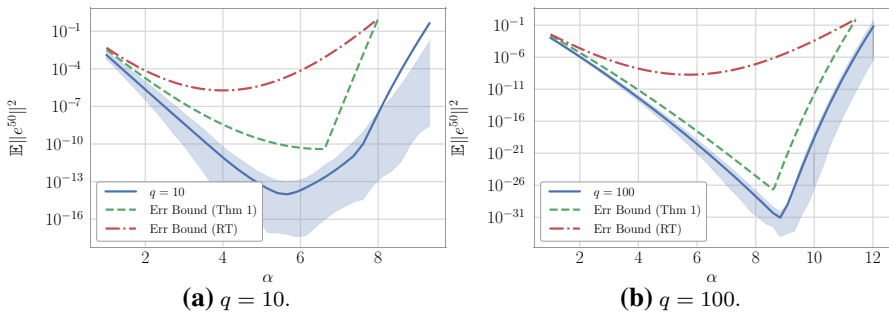 10⁻¹
10⁻⁴
10⁻⁷
10⁻¹⁰
10⁻¹³
10⁻¹⁶
𝔼‖e⁵⁰‖²
q = 10
Err Bound (Thm 1)
Err Bound (RT)
2 4 6 8
α
(a) q = 10.
10⁻¹
10⁻⁶
10⁻¹¹
10⁻¹⁶
10⁻²¹
10⁻²⁶
10⁻³¹
𝔼‖e⁵⁰‖²
q = 100
Err Bound (Thm 1)
Err Bound (RT)
2 4 6 8 10 12
α
(b) q = 100.